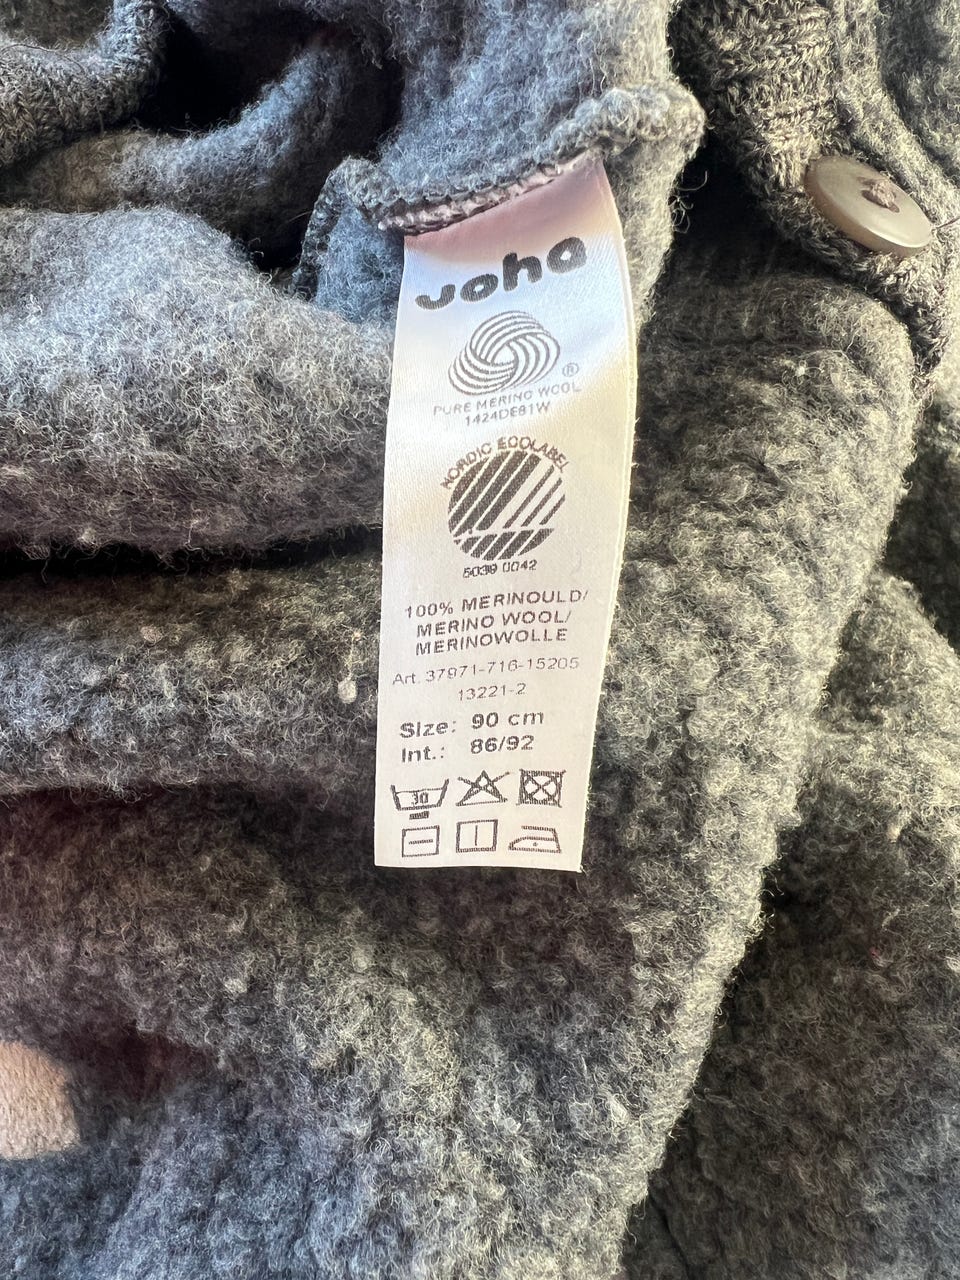 joha
®
PURE MERINO WOOL
1424DE81W
NORDIC ECOLABEL
5039 0042
100% MERINOULD/
MERINO WOOL/
MERINOWOLLE
Art. 37971-716-15205
13221-2
Size: 90 cm
Int.: 86/92
30